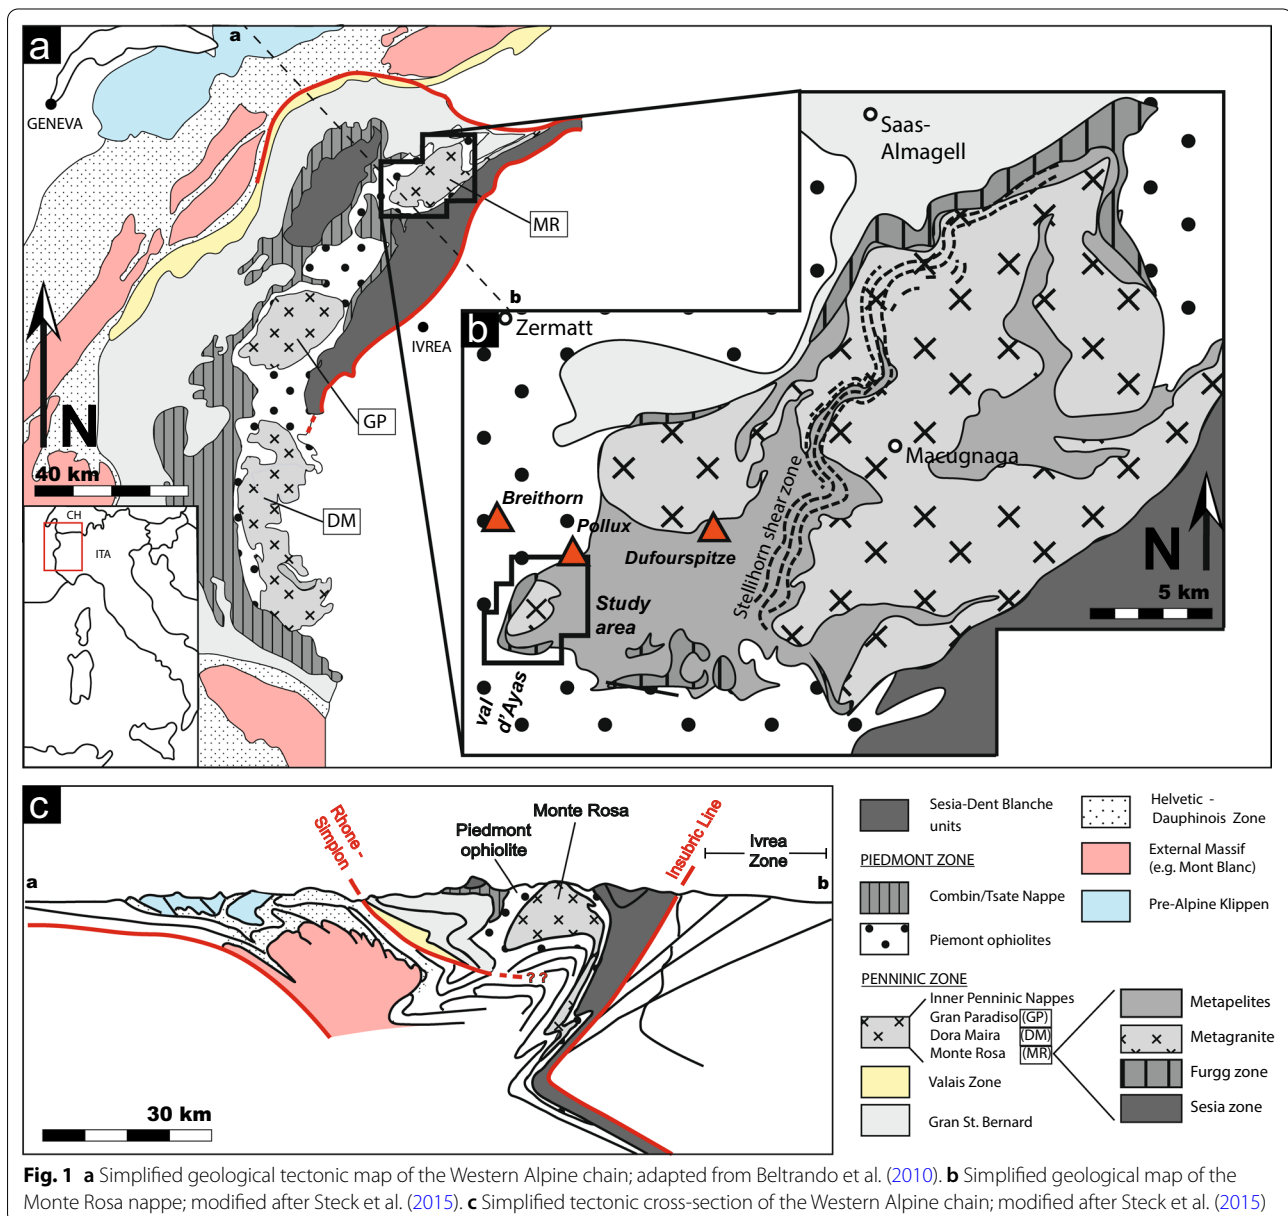 a
a
GENEVA
MR
b
IVREA
GP
N
40 km
DM
CH
ITA
b
Zermatt
Saas-
Almagell
Macugnaga
Breithorn
Pollux
Dufourspitze
Stellihorn shear zone
Study
area
val
d'Ayas
N
5 km
c
Rhone -
Simplon
Piedmont
ophiolite
Monte Rosa
Insubric Line
Ivrea
Zone
a
b
? ?
30 km
Sesia-Dent Blanche
units
PIEDMONT ZONE
Combin/Tsate Nappe
Piemont ophiolites
PENNINIC ZONE
Inner Penninic Nappes
Gran Paradiso (GP)
Dora Maira (DM)
Monte Rosa (MR)
Valais Zone
Gran St. Bernard
Helvetic -
Dauphinois Zone
External Massif
(e.g. Mont Blanc)
Pre-Alpine Klippen
Metapelites
Metagranite
Furgg zone
Sesia zone
Fig. 1 a Simplified geological tectonic map of the Western Alpine chain; adapted from Beltrando et al. (2010). b Simplified geological map of the
Monte Rosa nappe; modified after Steck et al. (2015). c Simplified tectonic cross-section of the Western Alpine chain; modified after Steck et al. (2015)